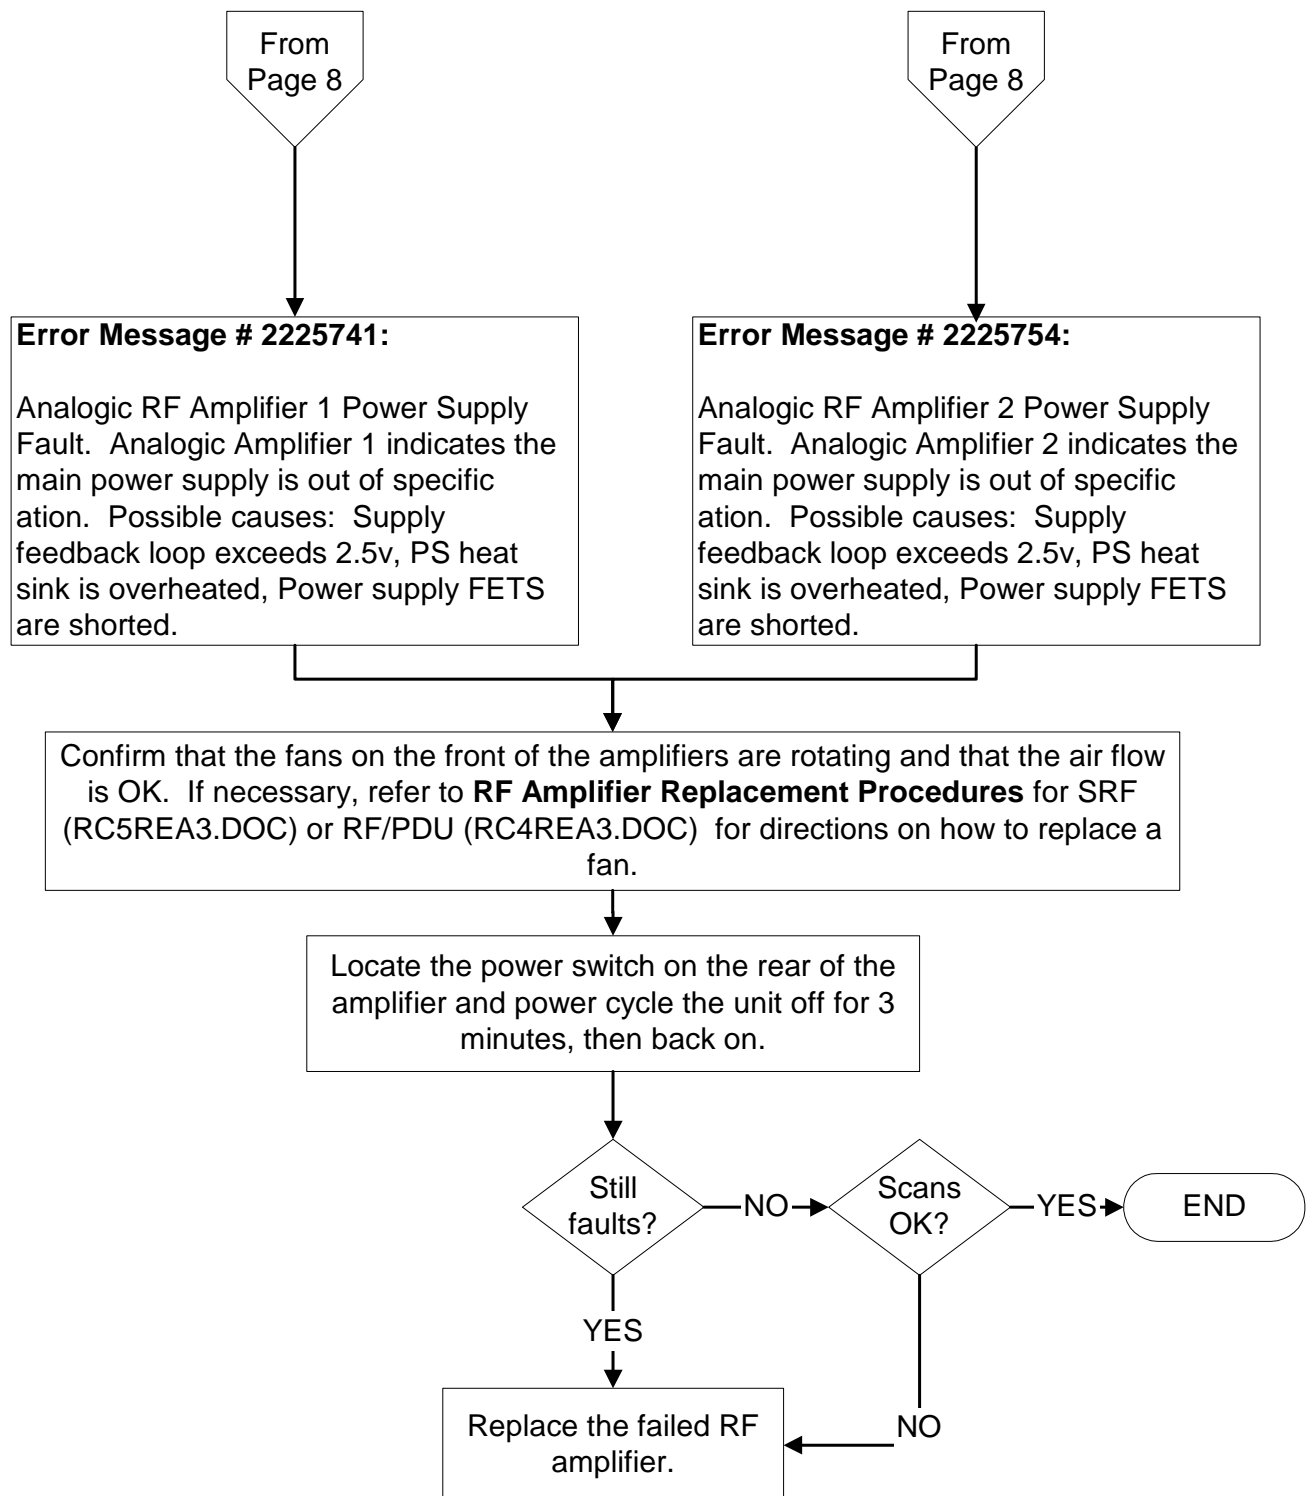 From
Page 8
From
Page 8
Error Message # 2225741:
Analogic RF Amplifier 1 Power Supply
Fault.  Analogic Amplifier 1 indicates the
main power supply is out of specific
ation.  Possible causes:  Supply
feedback loop exceeds 2.5v, PS heat
sink is overheated, Power supply FETS
are shorted.
Error Message # 2225754:
Analogic RF Amplifier 2 Power Supply
Fault.  Analogic Amplifier 2 indicates the
main power supply is out of specific
ation.  Possible causes:  Supply
feedback loop exceeds 2.5v, PS heat
sink is overheated, Power supply FETS
are shorted.
Confirm that the fans on the front of the amplifiers are rotating and that the air flow
is OK.  If necessary, refer to RF Amplifier Replacement Procedures for SRF
(RC5REA3.DOC) or RF/PDU (RC4REA3.DOC)  for directions on how to replace a
fan.
Locate the power switch on the rear of the
amplifier and power cycle the unit off for 3
minutes, then back on.
Still
faults?
NO
Scans
OK?
YES
END
YES
NO
Replace the failed RF
amplifier.